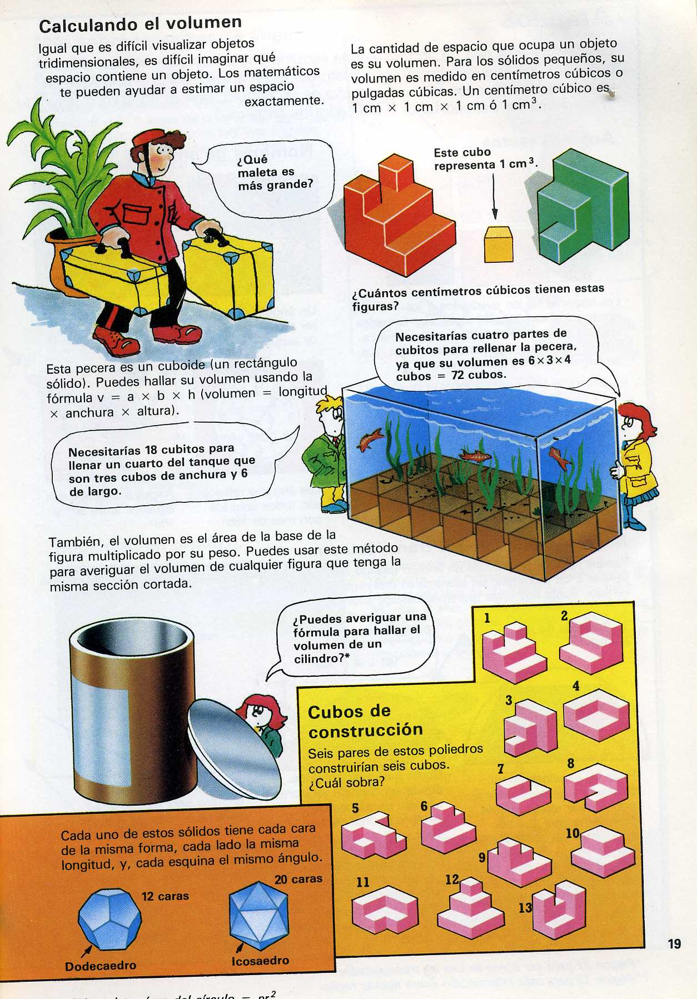 Calculando el volumen
Igual que es difícil visualizar objetos
tridimensionales, es difícil imaginar qué
espacio contiene un objeto. Los matemáticos
te pueden ayudar a estimar un espacio
exactamente.
La cantidad de espacio que ocupa un objeto
es su volumen. Para los sólidos pequeños, su
volumen es medido en centímetros cúbicos o
pulgadas cúbicas. Un centímetro cúbico es
1 cm × 1 cm × 1 cm ó 1 cm³.
¿Qué
maleta es
más grande?
Este cubo
representa 1 cm³.
¿Cuántos centímetros cúbicos tienen estas
figuras?
Necesitarías cuatro partes de
cubitos para rellenar la pecera,
ya que su volumen es 6×3×4
cubos = 72 cubos.
Esta pecera es un cuboide (un rectángulo
sólido). Puedes hallar su volumen usando la
fórmula v = a × b × h (volumen = longitud
× anchura × altura).
Necesitarías 18 cubitos para
llenar un cuarto del tanque que
son tres cubos de anchura y 6
de largo.
También, el volumen es el área de la base de la
figura multiplicado por su peso. Puedes usar este método
para averiguar el volumen de cualquier figura que tenga la
misma sección cortada.
¿Puedes averiguar una
fórmula para hallar el
volumen de un
cilindro?*
Cubos de
construcción
Seis pares de estos poliedros
construirían seis cubos.
¿Cuál sobra?
1
2
3
4
5
6
7
8
9
10
11
12
13
Cada uno de estos sólidos tiene cada cara
de la misma forma, cada lado la misma
longitud, y, cada esquina el mismo ángulo.
12 caras
20 caras
Dodecaedro
Icosaedro
19
del círculo =